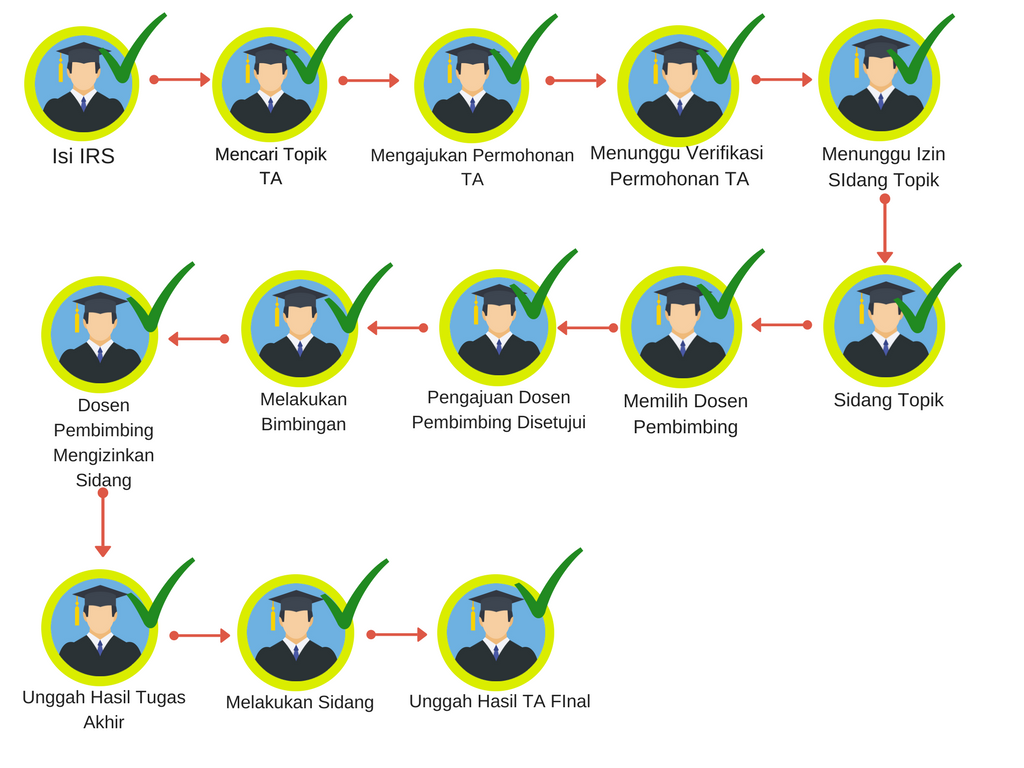 Isi IRS
Mencari Topik
TA
Mengajukan Permohonan
TA
Menunggu Verifikasi
Permohonan TA
Menunggu Izin
SIdang Topik
Sidang Topik
Memilih Dosen
Pembimbing
Pengajuan Dosen
Pembimbing Disetujui
Melakukan
Bimbingan
Dosen
Pembimbing
Mengizinkan
Sidang
Unggah Hasil Tugas
Akhir
Melakukan Sidang
Unggah Hasil TA FInal